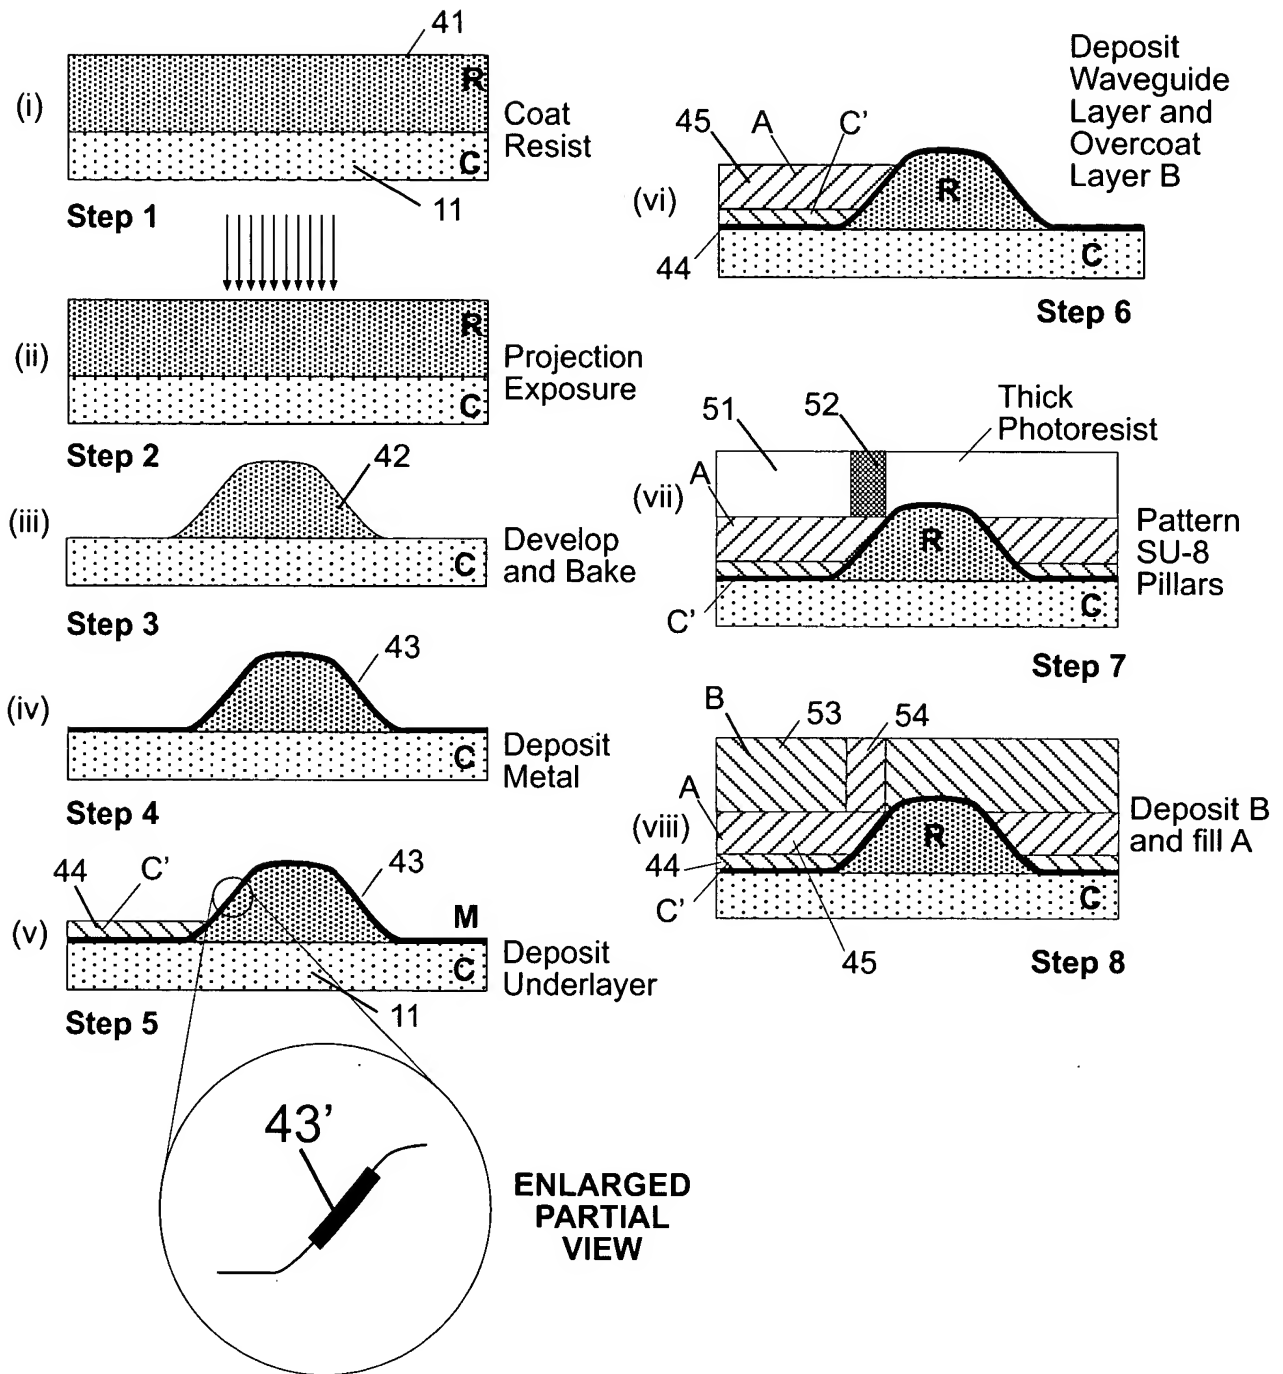 41
(i)
R
C
Coat
Resist
Step 1
11
(ii)
R
C
Projection
Exposure
Step 2
42
(iii)
C
Develop
and Bake
Step 3
43
(iv)
C
Deposit
Metal
Step 4
44
C'
43
(v)
M
C
Deposit
Underlayer
Step 5
11
43'
ENLARGED
PARTIAL
VIEW
Deposit
Waveguide
Layer and
Overcoat
Layer B
45
A
C'
(vi)
R
44
C
Step 6
51
52
Thick
Photoresist
A
(vii)
R
C'
C
Pattern
SU-8
Pillars
Step 7
B
53
54
A
(viii)
R
44
C'
C
Deposit B
and fill A
45
Step 8